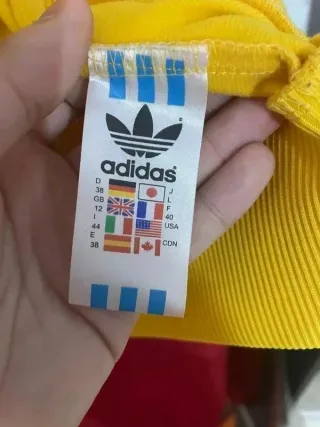 adidas®
D J
38 L
GB F
12 40
I USA
44
E CDN
38